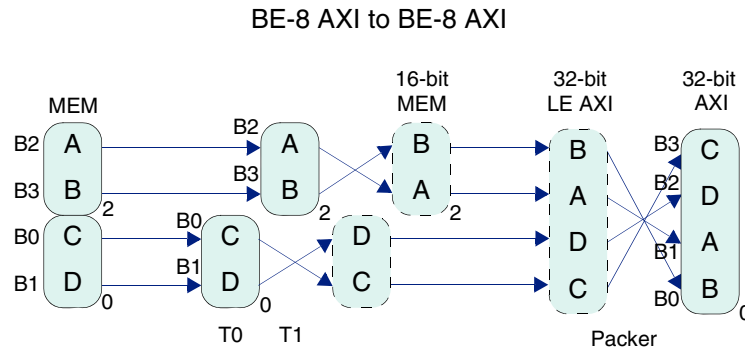 BE-8 AXI to BE-8 AXI
MEM
16-bit
MEM
32-bit
LE AXI
32-bit
AXI
B2 A B2 A B B B3 C
B3 B B3 B A A B2 D
2 2 2
B0 C B0 C D D B1 A
B1 D B1 D C C B0 B
0 0 0
T0 T1 Packer